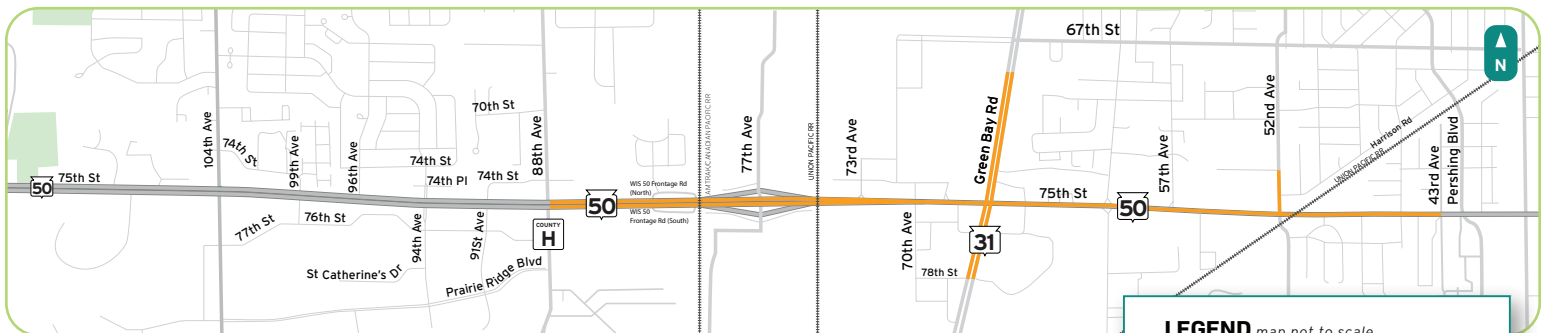 67th St
N
104th Ave
74th St
99th Ave
96th Ave
70th St
88th Ave
AMTRAK/CANADIAN PACIFIC RR
77th Ave
UNION PACIFIC RR
73rd Ave
Green Bay Rd
52nd Ave
57th Ave
Harrison Rd
UNION PACIFIC RR
43rd Ave
Pershing Blvd
50
75th St
74th St
74th Pl
74th St
WIS 50 Frontage Rd
(North)
50
WIS 50
Frontage Rd (South)
75th St
50
77th St
76th St
94th Ave
91St Ave
COUNTY
H
70th Ave
31
St Catherine's Dr
Prairie Ridge Blvd
78th St
LEGEND map not to scale